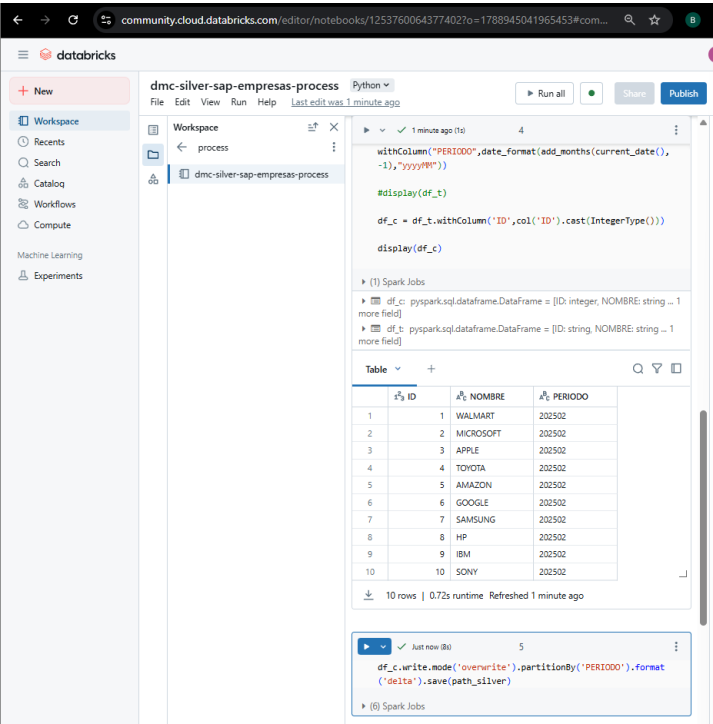 community.cloud.databricks.com/editor/notebooks/1253760064377402?o=1788945041965453#com...
B
databricks
New
Workspace
Recents
Search
Catalog
Workflows
Compute
Machine Learning
Experiments
dmc-silver-sap-empresas-process Python
File Edit View Run Help Last edit was 1 minute ago
Run all
Share
Publish
Workspace
process
dmc-silver-sap-empresas-process
1 minute ago (1s) 4
withColumn("PERIODO",date_format(add_months(current_date(),
-1),"yyyyMM"))
#display(df_t)
df_c = df_t.withColumn('ID',col('ID').cast(IntegerType()))
display(df_c)
(1) Spark Jobs
df_c: pyspark.sql.dataframe.DataFrame = [ID: integer, NOMBRE: string ... 1
more field]
df_t: pyspark.sql.dataframe.DataFrame = [ID: string, NOMBRE: string ... 1
more field]
Table +
ID NOMBRE PERIODO
1 1 WALMART 202502
2 2 MICROSOFT 202502
3 3 APPLE 202502
4 4 TOYOTA 202502
5 5 AMAZON 202502
6 6 GOOGLE 202502
7 7 SAMSUNG 202502
8 8 HP 202502
9 9 IBM 202502
10 10 SONY 202502
10 rows | 0.72s runtime Refreshed 1 minute ago
Just now (8s) 5
df_c.write.mode('overwrite').partitionBy('PERIODO').format
('delta').save(path_silver)
(6) Spark Jobs